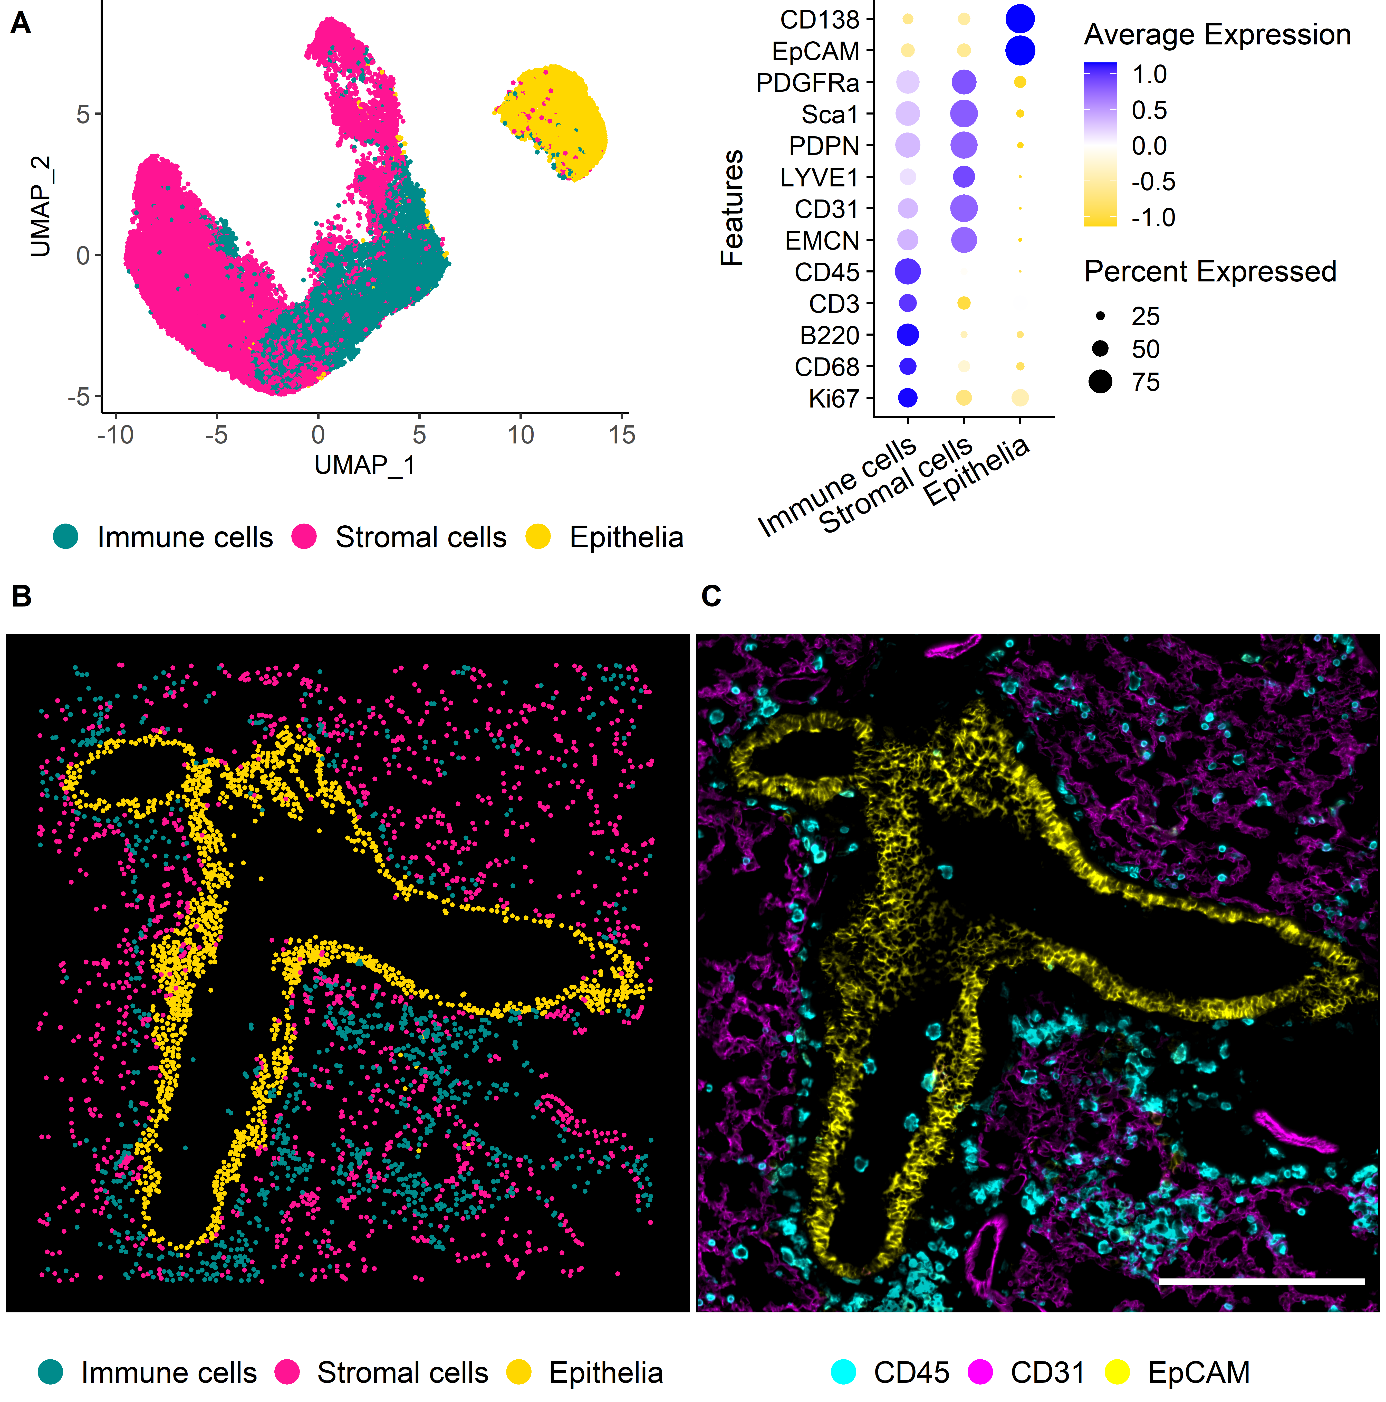 A
UMAP_2
5
0
-5
-10
-5
0
5
10
15
UMAP_1
Immune cells
Stromal cells
Epithelia
Features
CD138
EpCAM
PDGFRa
Sca1
PDPN
LYVE1
CD31
EMCN
CD45
CD3
B220
CD68
Ki67
Immune cells
Stromal cells
Epithelia
Average Expression
1.0
0.5
0.0
-0.5
-1.0
Percent Expressed
25
50
75
B
C
Immune cells
Stromal cells
Epithelia
CD45
CD31
EpCAM